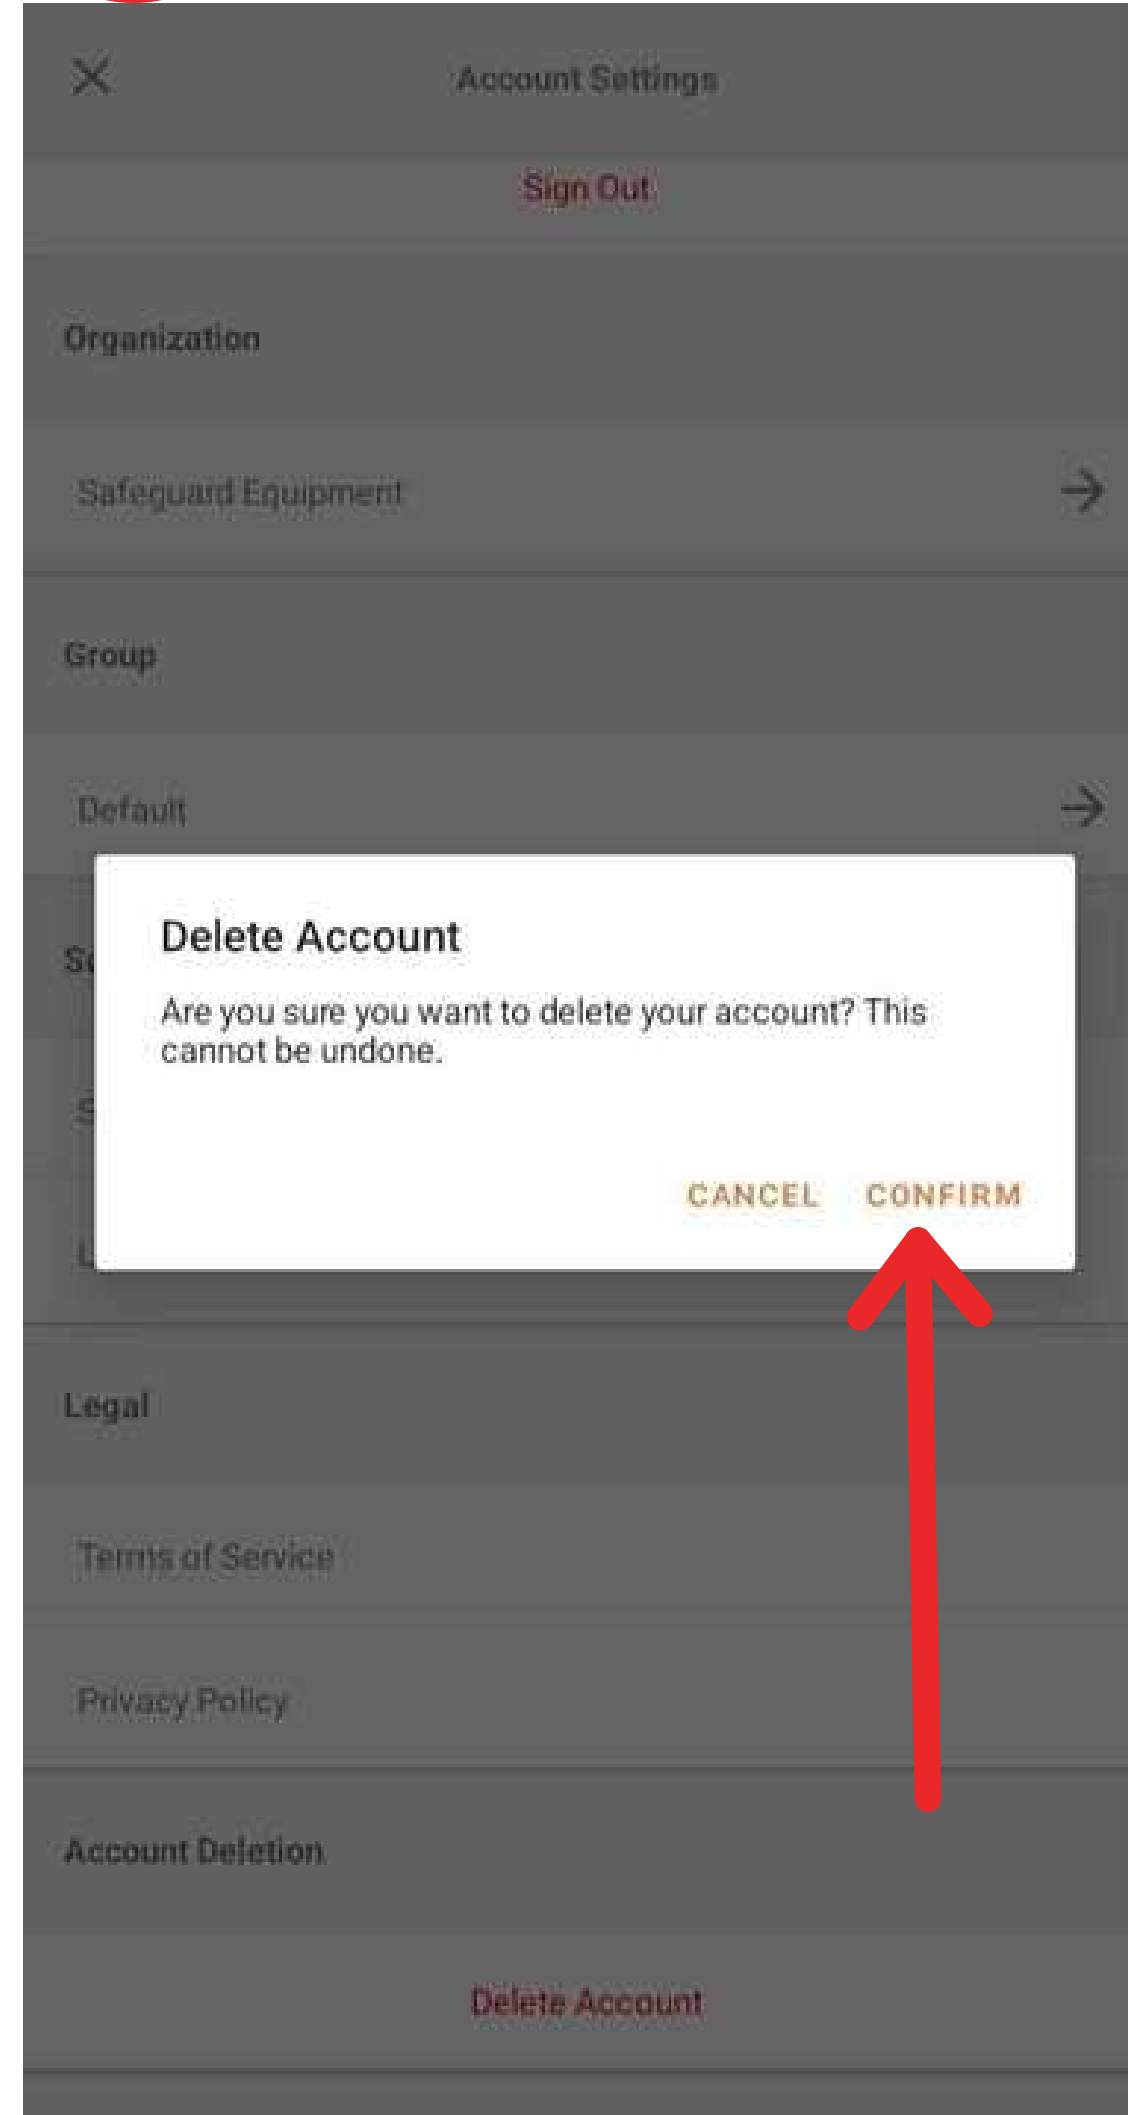 Account Settings
Sign Out
Organization
Safeguard Equipment
Group
Default
Delete Account
Are you sure you want to delete your account? This
cannot be undone.
CANCEL CONFIRM
Legal
Terms of Service
Privacy Policy
Account Deletion
Delete Account